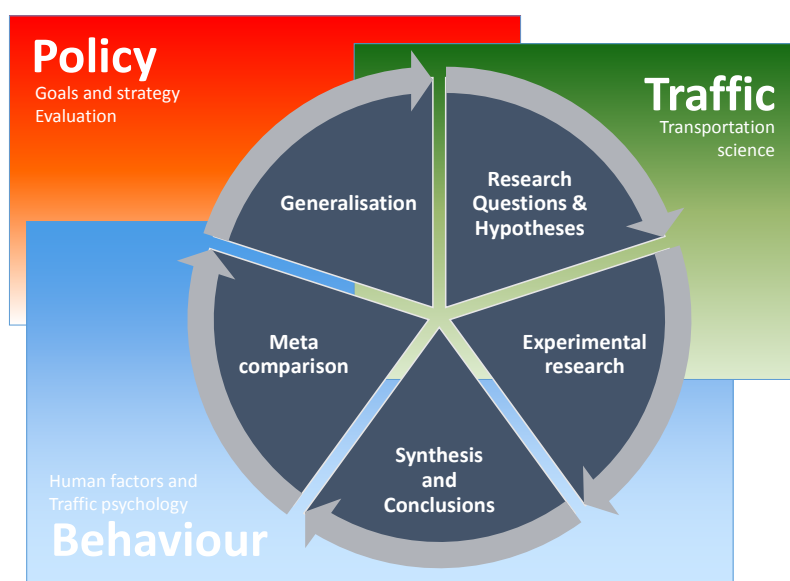 Policy
Goals and strategy
Evaluation
Traffic
Transportation
science
Generalisation
Research
Questions &
Hypotheses
Meta
comparison
Experimental
research
Synthesis
and
Conclusions
Human factors and
Traffic psychology
Behaviour